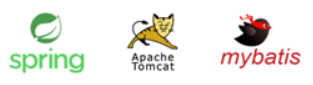 spring
Apache
Tomcat
mybatis